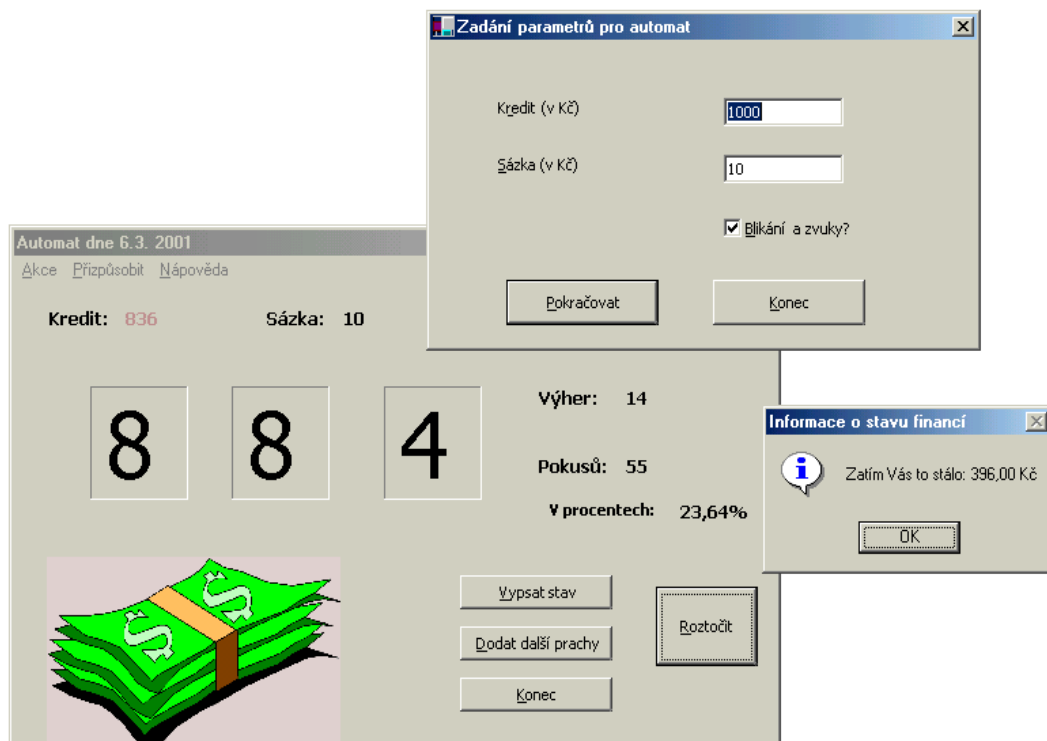 Zadání parametrů pro automat
Kredit (v Kč)
1000
Sázka (v Kč)
10
Blikání a zvuky?
Pokračovat
Konec
Automat dne 6.3. 2001
Akce Přizpůsobit Nápověda
Kredit: 836 Sázka: 10
8 8 4
Výher: 14
Pokusů: 55
V procentech: 23,64%
Informace o stavu financí
Zatím Vás to stálo: 396,00 Kč
OK
$ $
Vypsat stav
Dodat další prachy
Konec
Roztočit